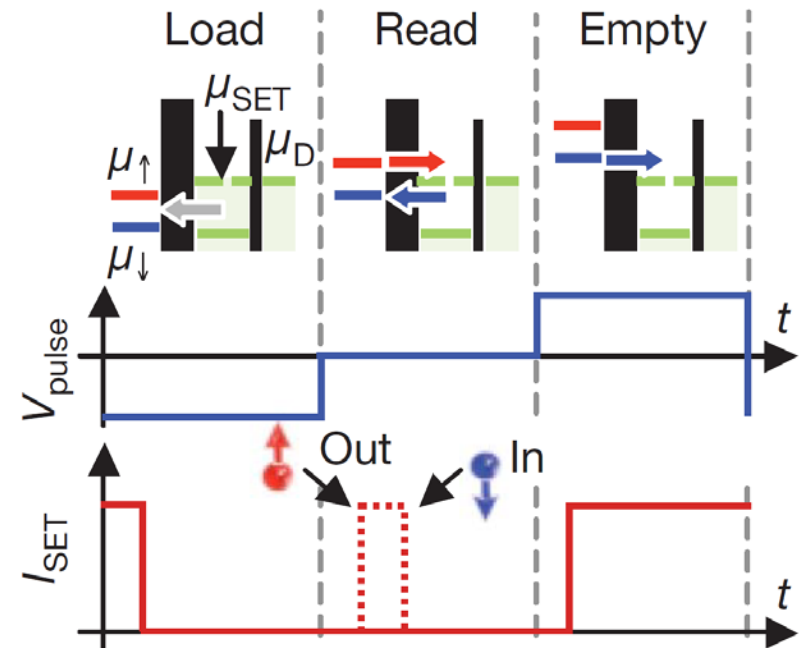 Load
Read
Empty
μSET
μD
μ↑
μ↓
Vpulse
t
Out
In
ISET
t